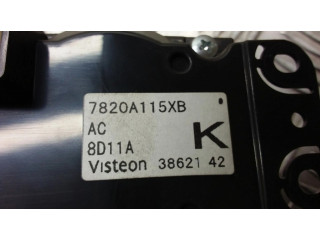 7820A115XB
AC
8D11A K
Visteon 38621 42